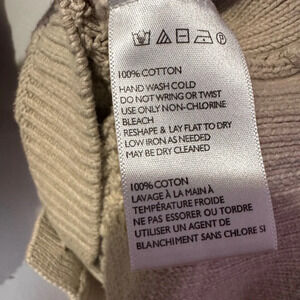 100% COTTON
HAND WASH COLD
DO NOT WRING OR TWIST
USE ONLY NON-CHLORINE
BLEACH
RESHAPE & LAY FLAT TO DRY
LOW IRON AS NEEDED
MAY BE DRY CLEANED
100% COTON
LAVAGE À LA MAIN À
TEMPÉRATURE FROIDE
NE PAS ESSORER OU TORDRE
UTILISER UN AGENT DE
BLANCHIMENT SANS CHLORE SI